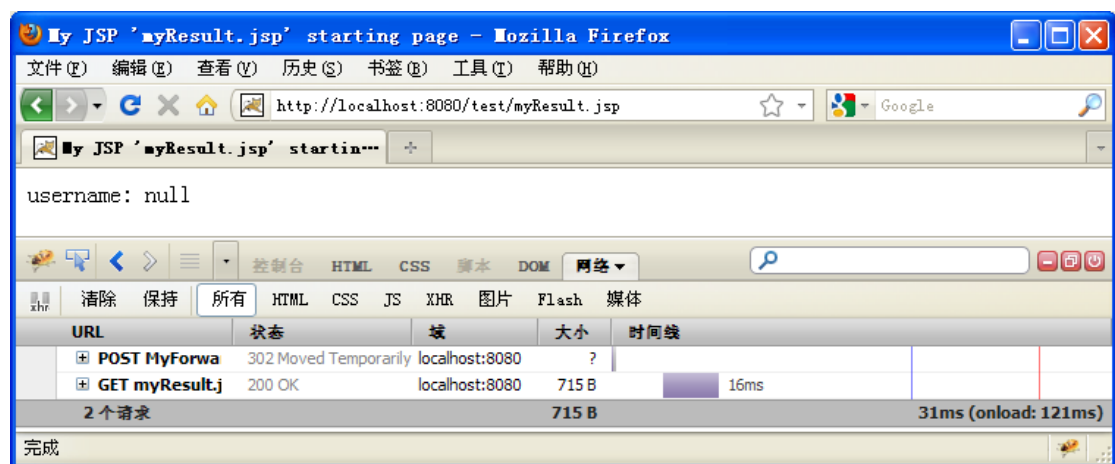 My JSP 'myResult.jsp' starting page - Mozilla Firefox
文件(F) 编辑(E) 查看(V) 历史(S) 书签(B) 工具(T) 帮助(H)
http://localhost:8080/test/myResult.jsp Google
My JSP 'myResult.jsp' startin…
username: null
控制台 HTML CSS 脚本 DOM 网络
xhr 清除 保持 所有 HTML CSS JS XHR 图片 Flash 媒体
URL 状态 域 大小 时间线
POST MyForwa 302 Moved Temporarily localhost:8080 ?
GET myResult.j 200 OK localhost:8080 715 B 16ms
2 个请求 715 B 31ms (onload: 121ms)
完成